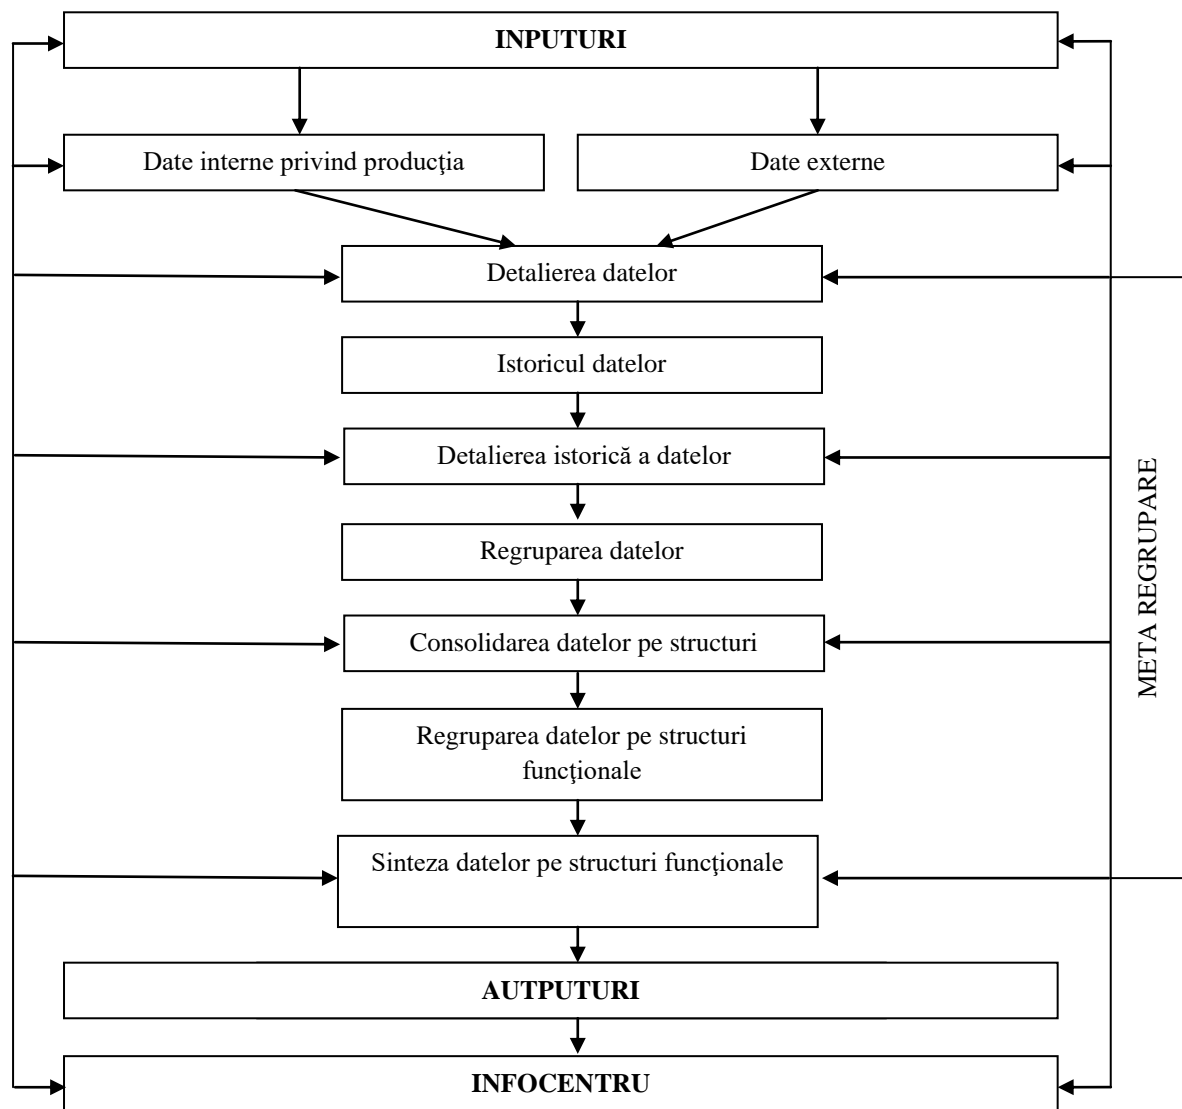 INPUTURI
Date interne privind producţia
Date externe
Detalierea datelor
Istoricul datelor
Detalierea istorică a datelor
Regruparea datelor
Consolidarea datelor pe structuri
Regruparea datelor pe structuri
funcţionale
Sinteza datelor pe structuri funcţionale
AUTPUTURI
INFOCENTRU
META REGRUPARE